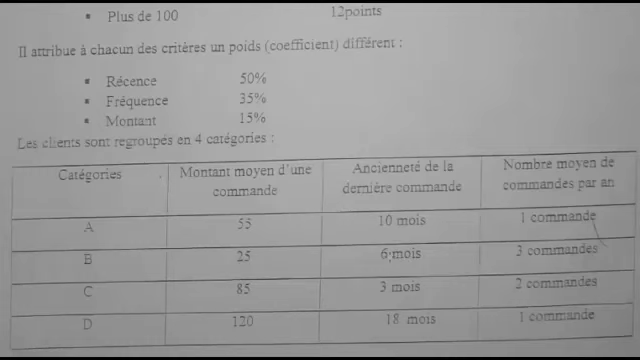 ▪ Plus de 100 12points
Il attribue à chacun des critères un poids (coefficient) différent :
▪ Récence 50%
▪ Fréquence 35%
▪ Montant 15%
Les clients sont regroupés en 4 catégories :
Catégories Montant moyen d'une commande Ancienneté de la dernière commande Nombre moyen de commandes par an
A 55 10 mois 1 commande
B 25 6 mois 3 commandes
C 85 3 mois 2 commandes
D 120 18 mois 1 commande